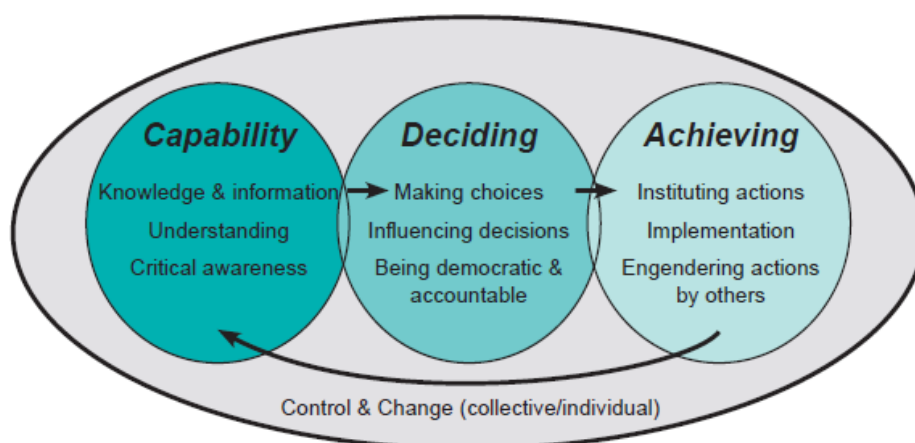 Capability
Knowledge & information
Understanding
Critical awareness
Deciding
Making choices
Influencing decisions
Being democratic &
accountable
Achieving
Instituting actions
Implementation
Engendering actions
by others
Control & Change (collective/individual)